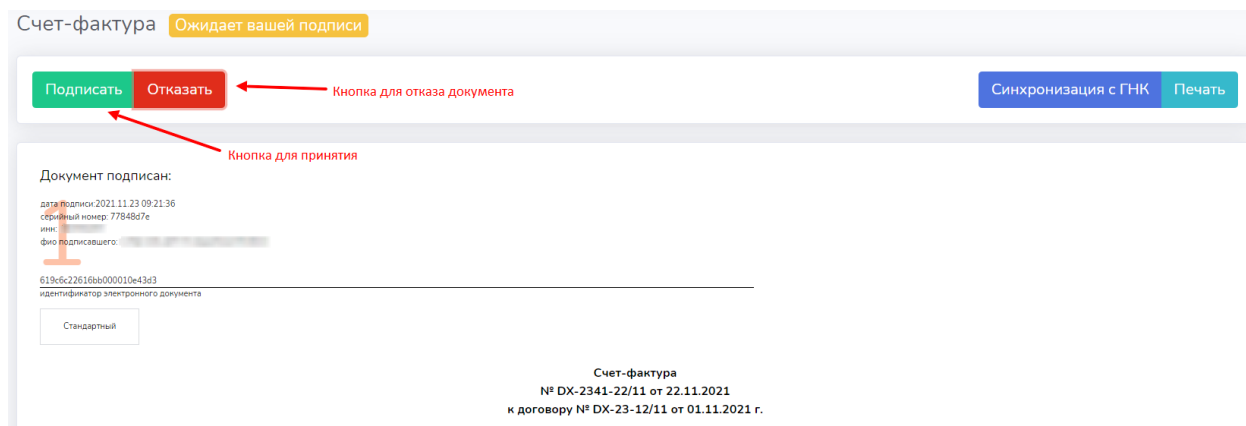 Счет-фактура Ожидает вашей подписи
Подписать Отказать Кнопка для отказа документа Синхронизация с ГНК Печать
Кнопка для принятия
Документ подписан:
1
дата подписи:2021.11.23 09:21:36
серийный номер: 77848d7e
инн:
фио подписавшего:
619c6c22616bb000010e43d3
идентификатор электронного документа
Стандартный
Счет-фактура
№ DX-2341-22/11 от 22.11.2021
к договору № DX-23-12/11 от 01.11.2021 г.